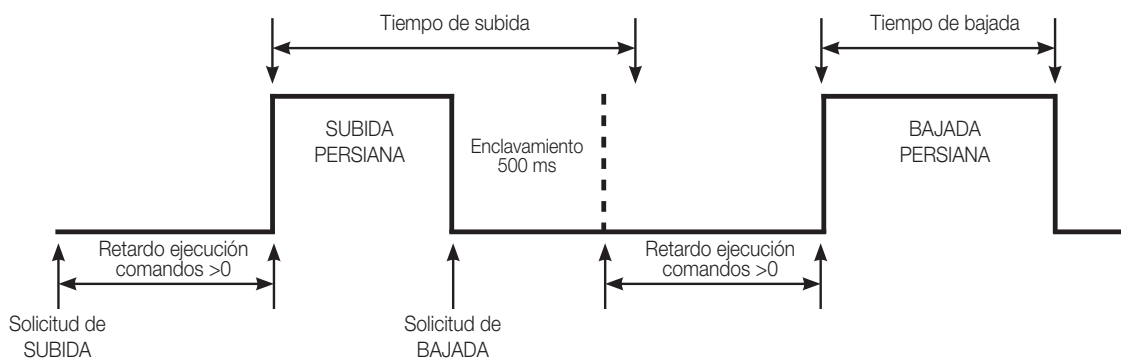 Tiempo de subida
Tiempo de bajada
SUBIDA
PERSIANA
Enclavamiento
500 ms
BAJADA
PERSIANA
Retardo ejecución
comandos >0
Retardo ejecución
comandos >0
Solicitud de
SUBIDA
Solicitud de
BAJADA